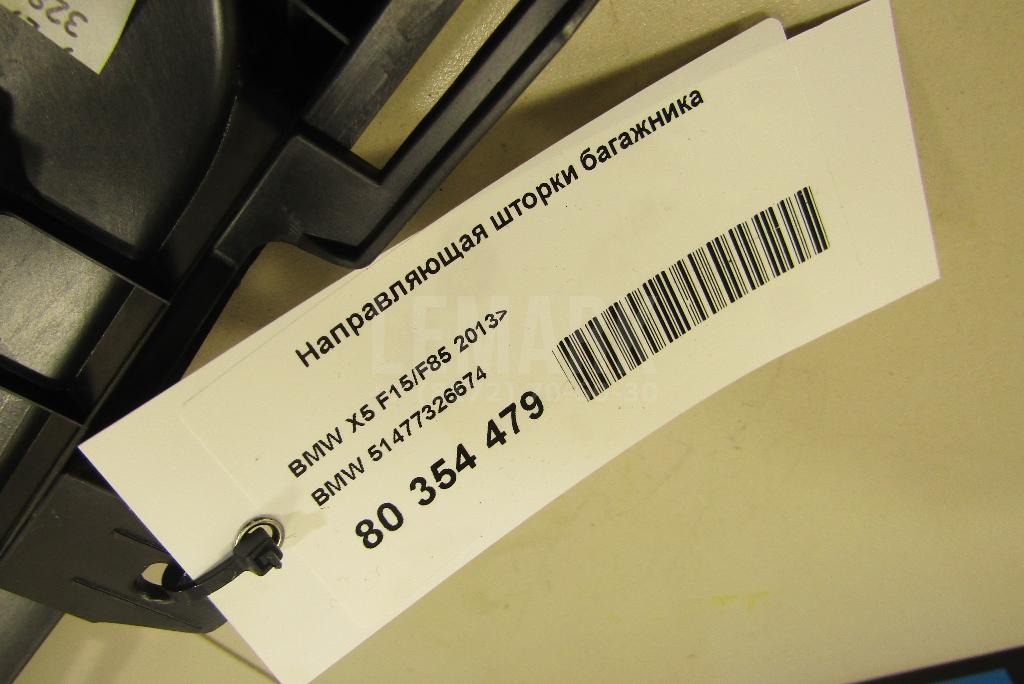 Направляющая шторки багажника
BMW X5 F15/F85 2013>
BMW 51477326674
80 354 479